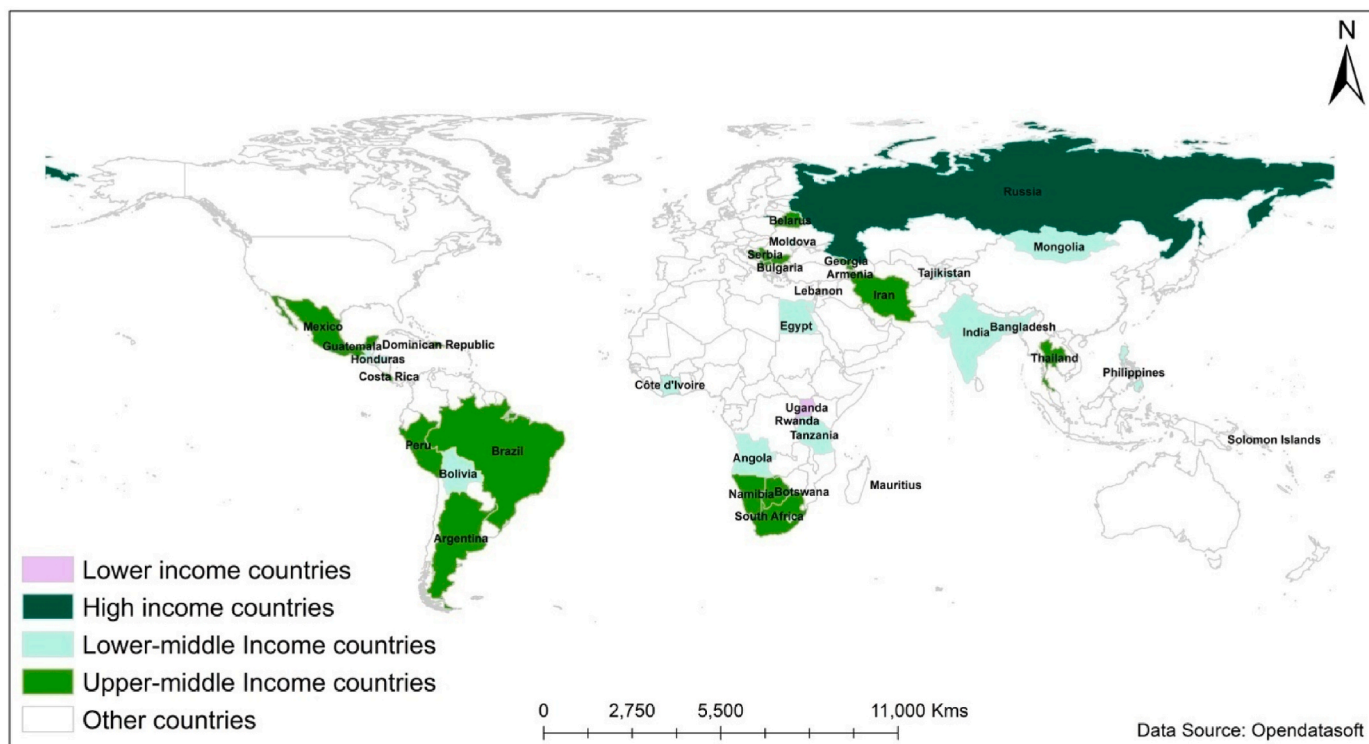 N
Russia
Belarus
Moldova
Mongolia
Serbia
Georgia
Bulgaria
Armenia
Tajikistan
Lebanon
Iran
Mexico
Egypt
India
Bangladesh
Guatemala
Dominican Republic
Honduras
Thailand
Costa Rica
Côte d'Ivoire
Philippines
Uganda
Rwanda
Tanzania
Solomon Islands
Peru
Brazil
Angola
Bolivia
Mauritius
Namibia
Botswana
South Africa
Argentina
Lower income countries
High income countries
Lower-middle Income countries
Upper-middle Income countries
Other countries
0 2,750 5,500 11,000 Kms
Data Source: Opendatasoft